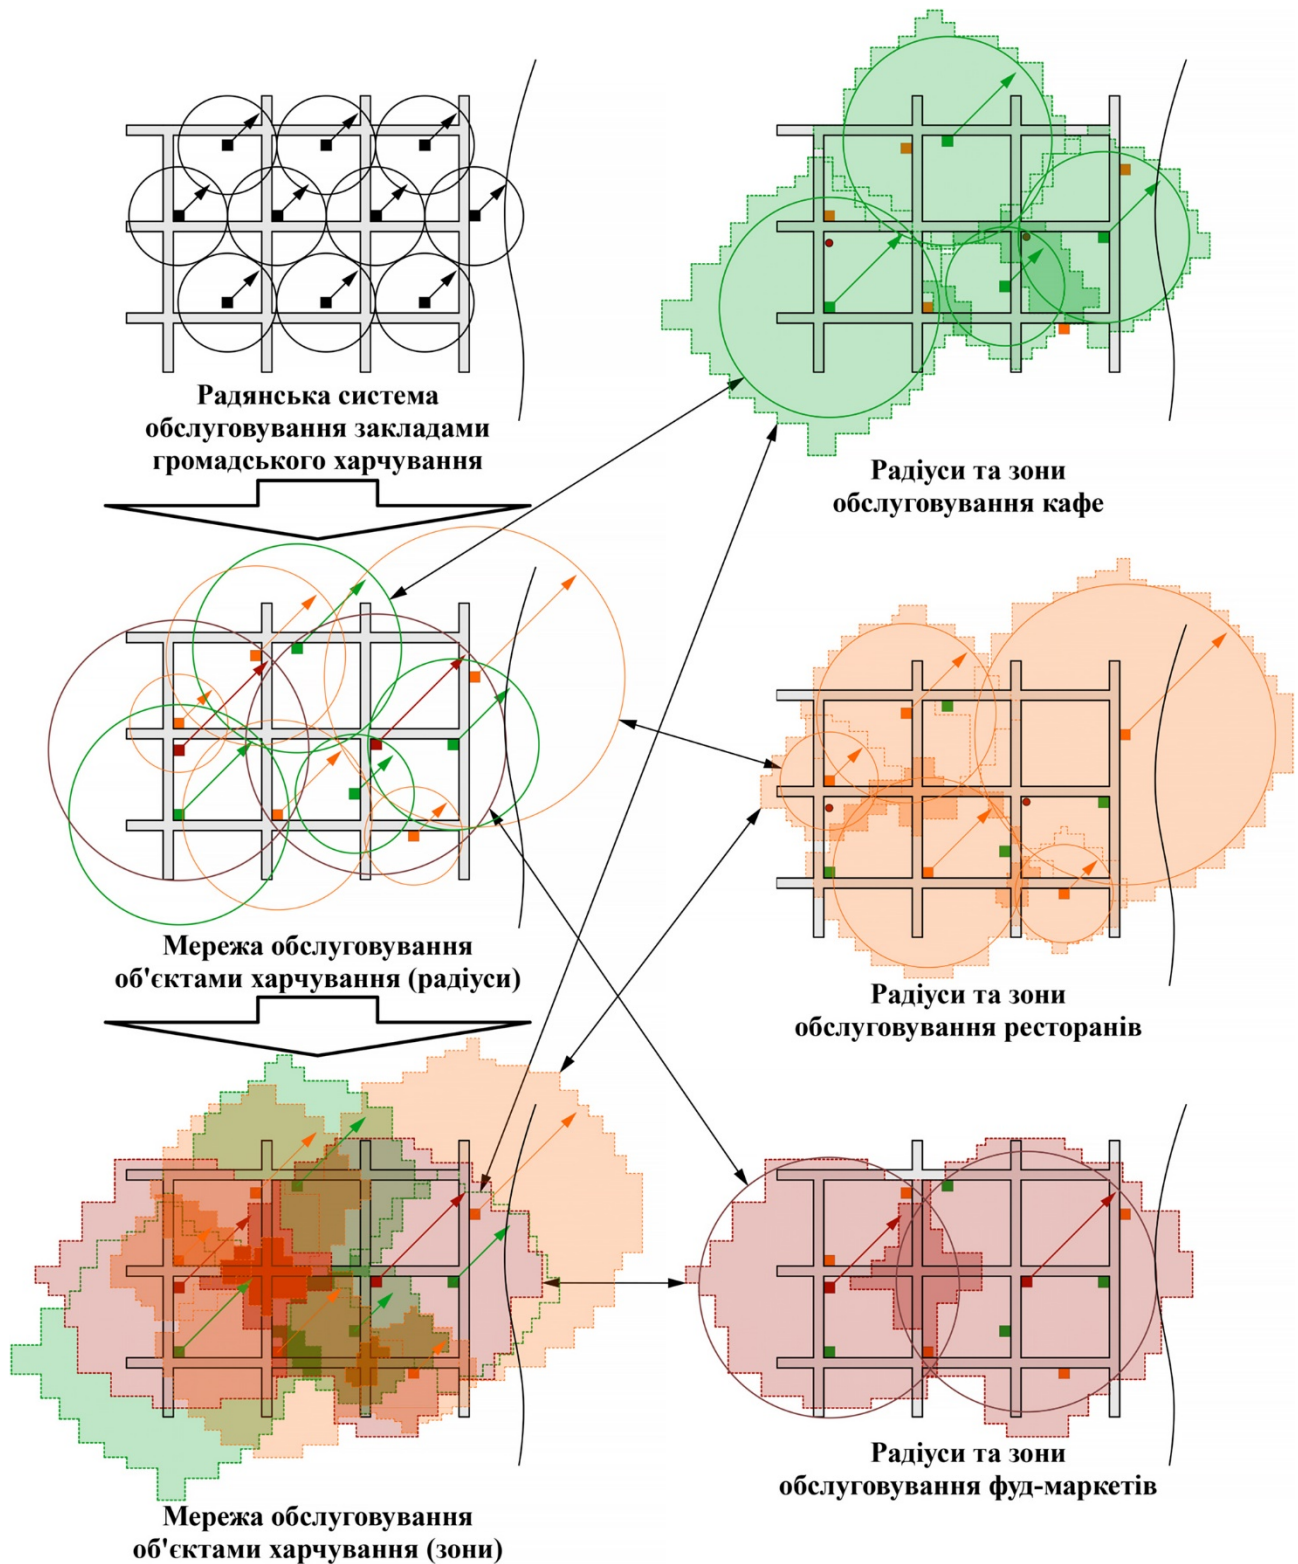 Радянська система
обслуговування закладами
громадського харчування
Радіуси та зони
обслуговування кафе
Мережа обслуговування
об'єктами харчування (радіуси)
Радіуси та зони
обслуговування ресторанів
Мережа обслуговування
об'єктами харчування (зони)
Радіуси та зони
обслуговування фуд-маркетів